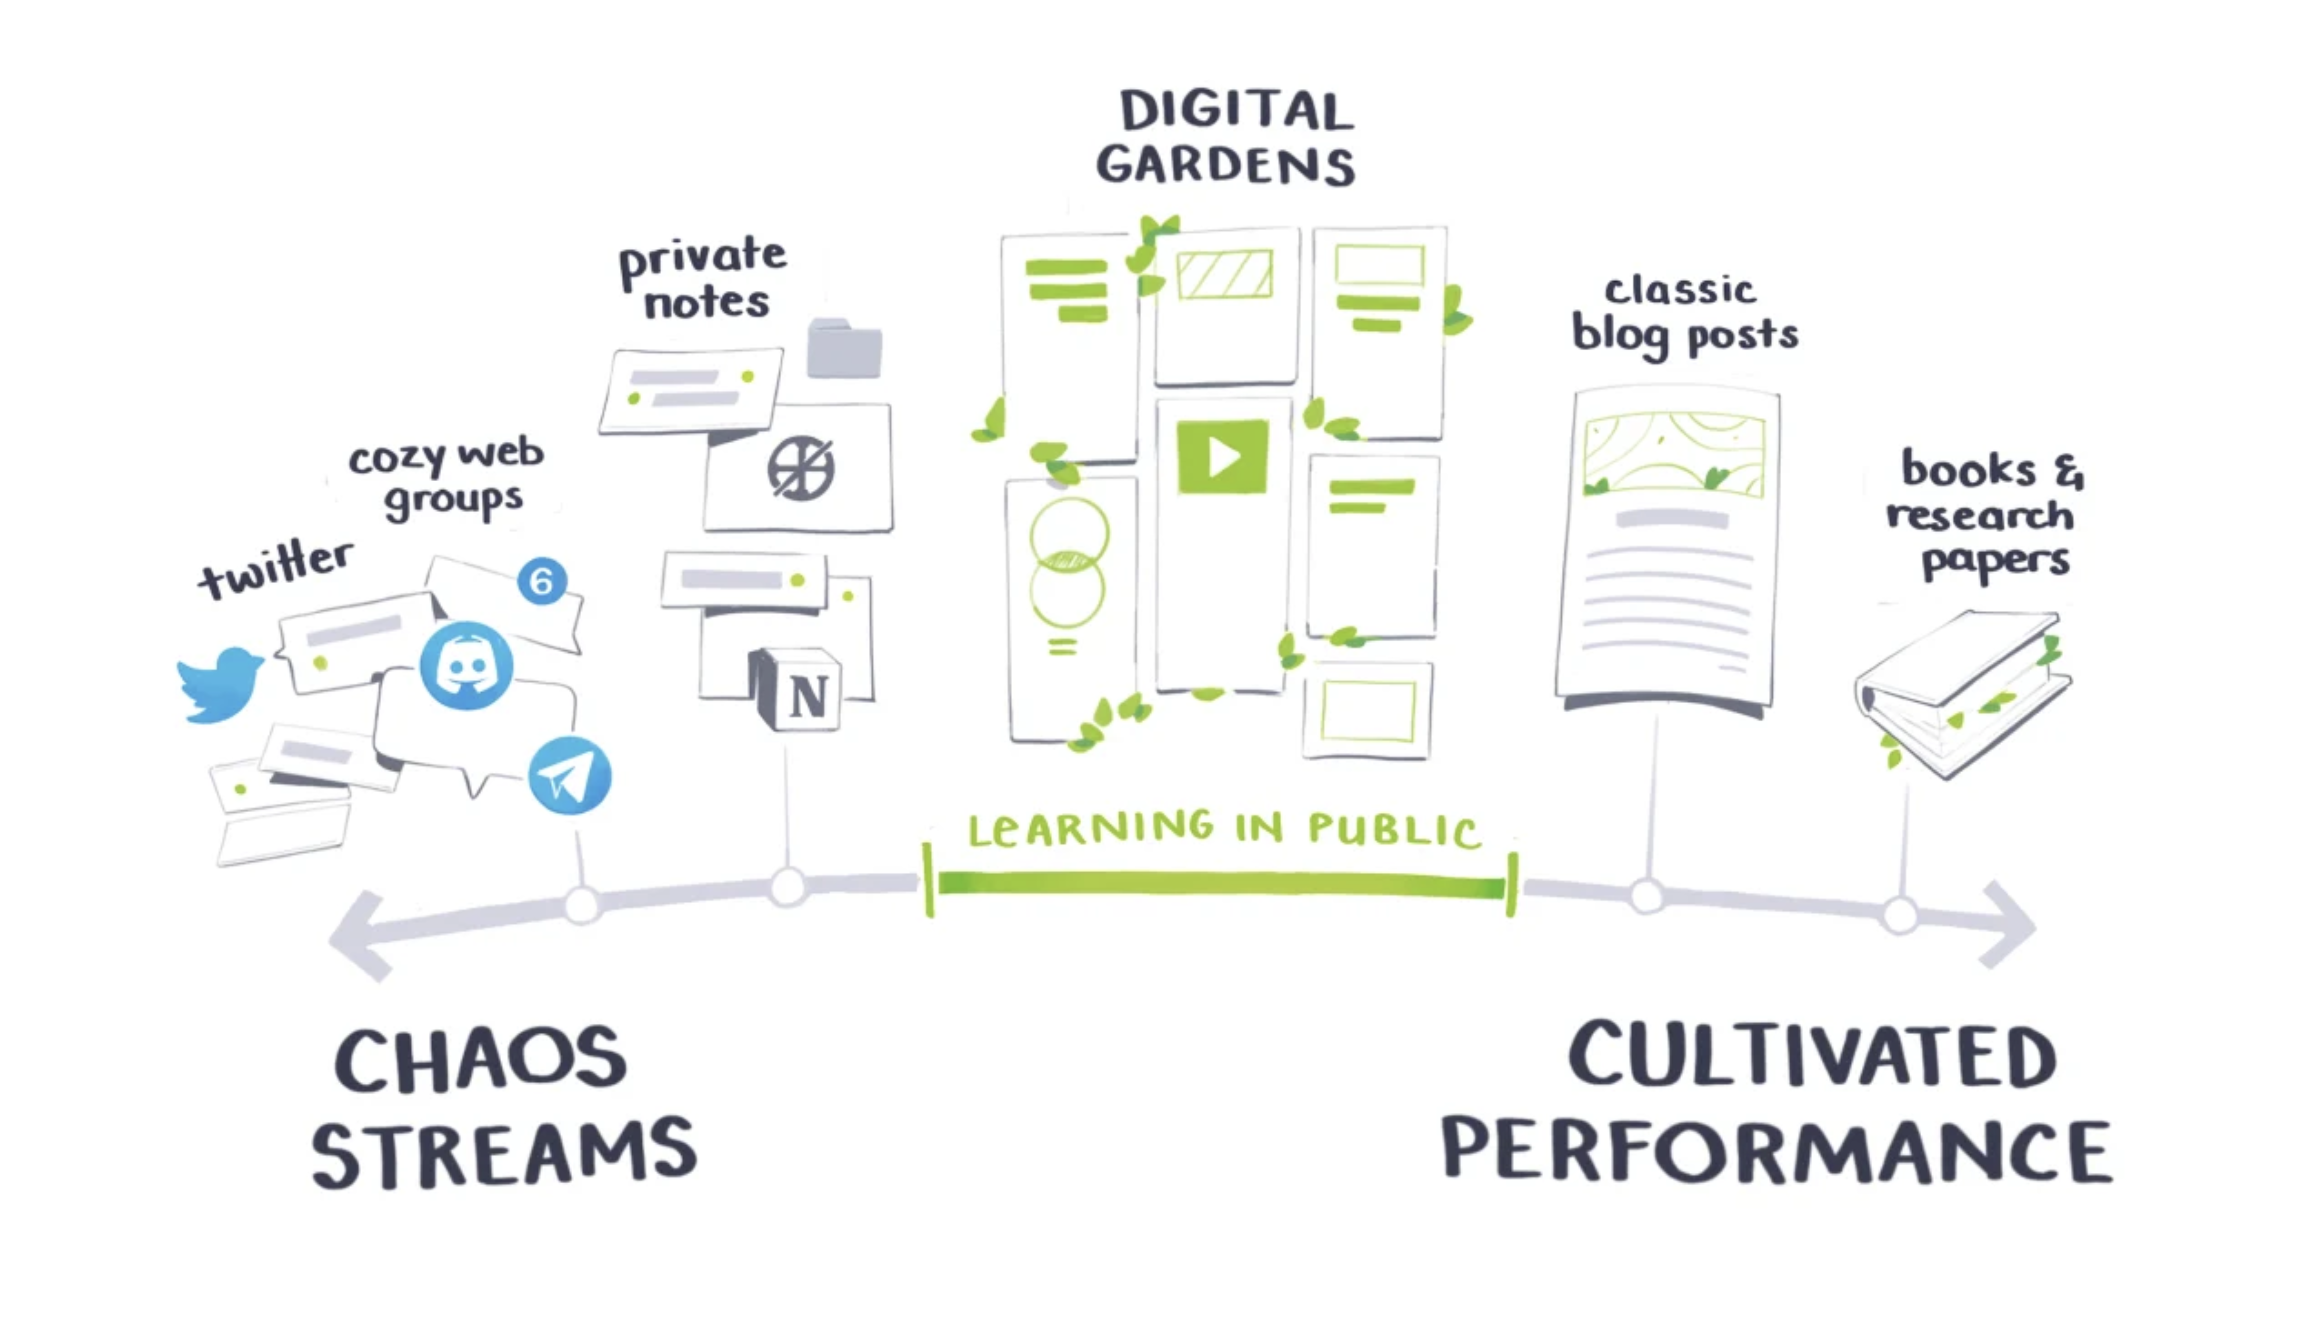 DIGITAL
GARDENS
private
notes
classic
blog posts
cozy web
groups
books &
research
papers
twitter
6
N
LEARNING IN PUBLIC
CHAOS
STREAMS
CULTIVATED
PERFORMANCE